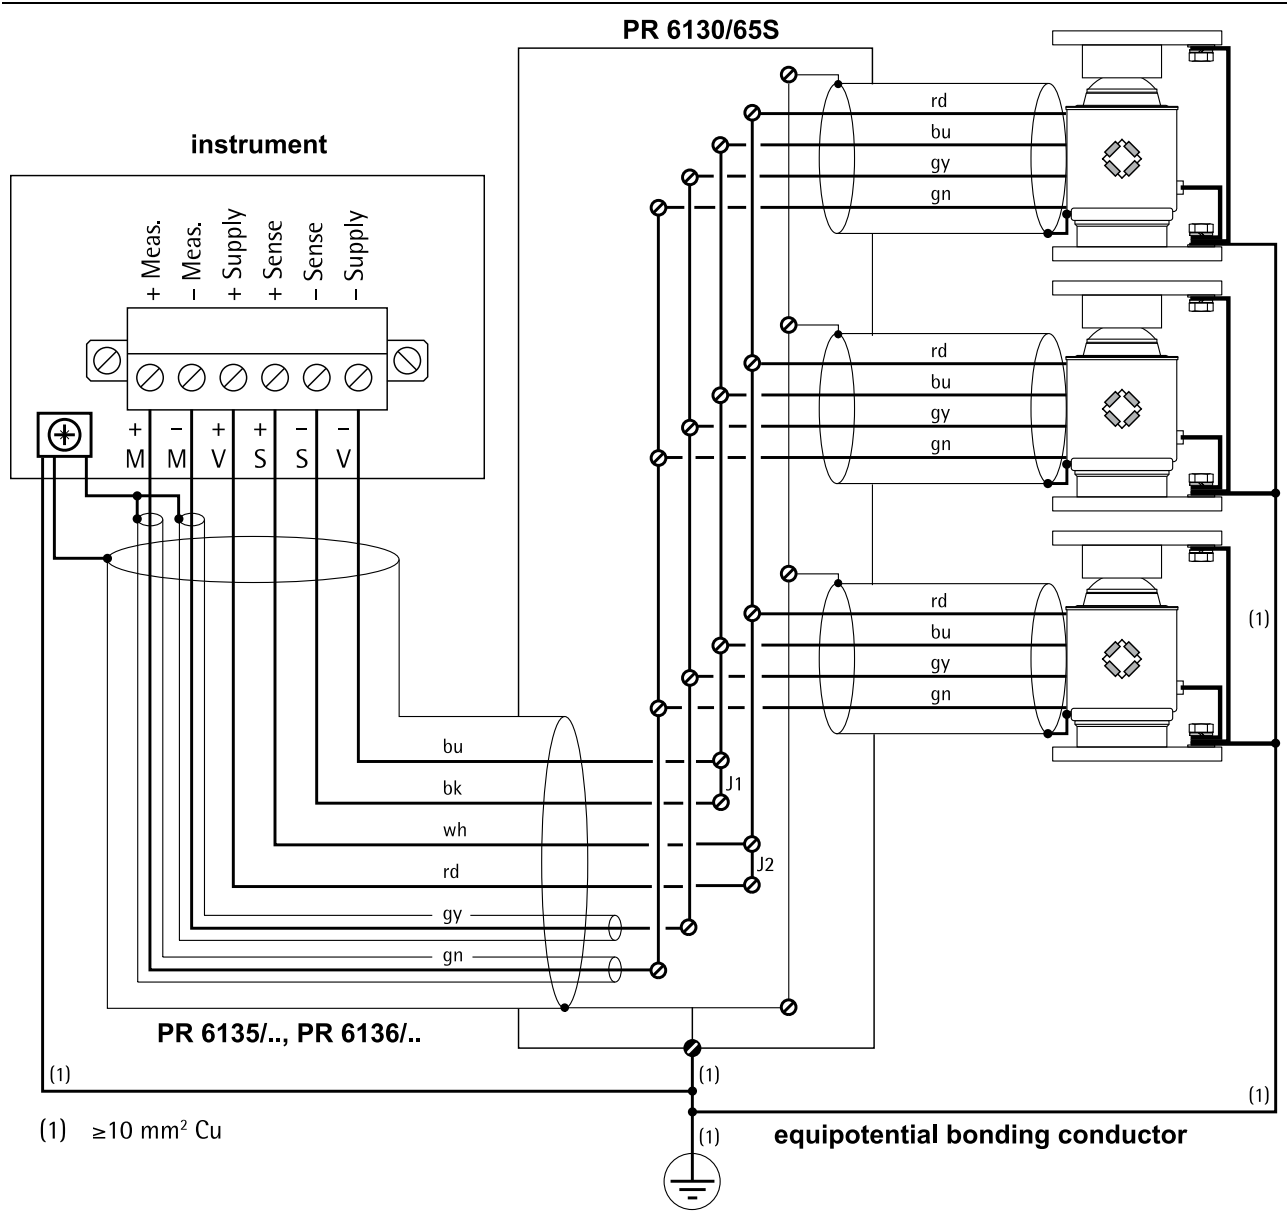 PR 6130/65S
instrument
+ Meas.
– Meas.
+ Supply
+ Sense
– Sense
– Supply
+ – + + – –
M M V S S V
rd
bu
gy
gn
rd
bu
gy
gn
rd
bu
gy
gn
(1)
bu
bk
wh
rd
gy
gn
J1
J2
PR 6135/.., PR 6136/..
(1)
(1)
(1)
(1) ≥10 mm² Cu
(1)
equipotential bonding conductor